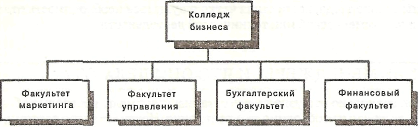 Колледж
бизнеса
Факультет
маркетинга
Факультет
управления
Бухгалтерский
факультет
Финансовый
факультет